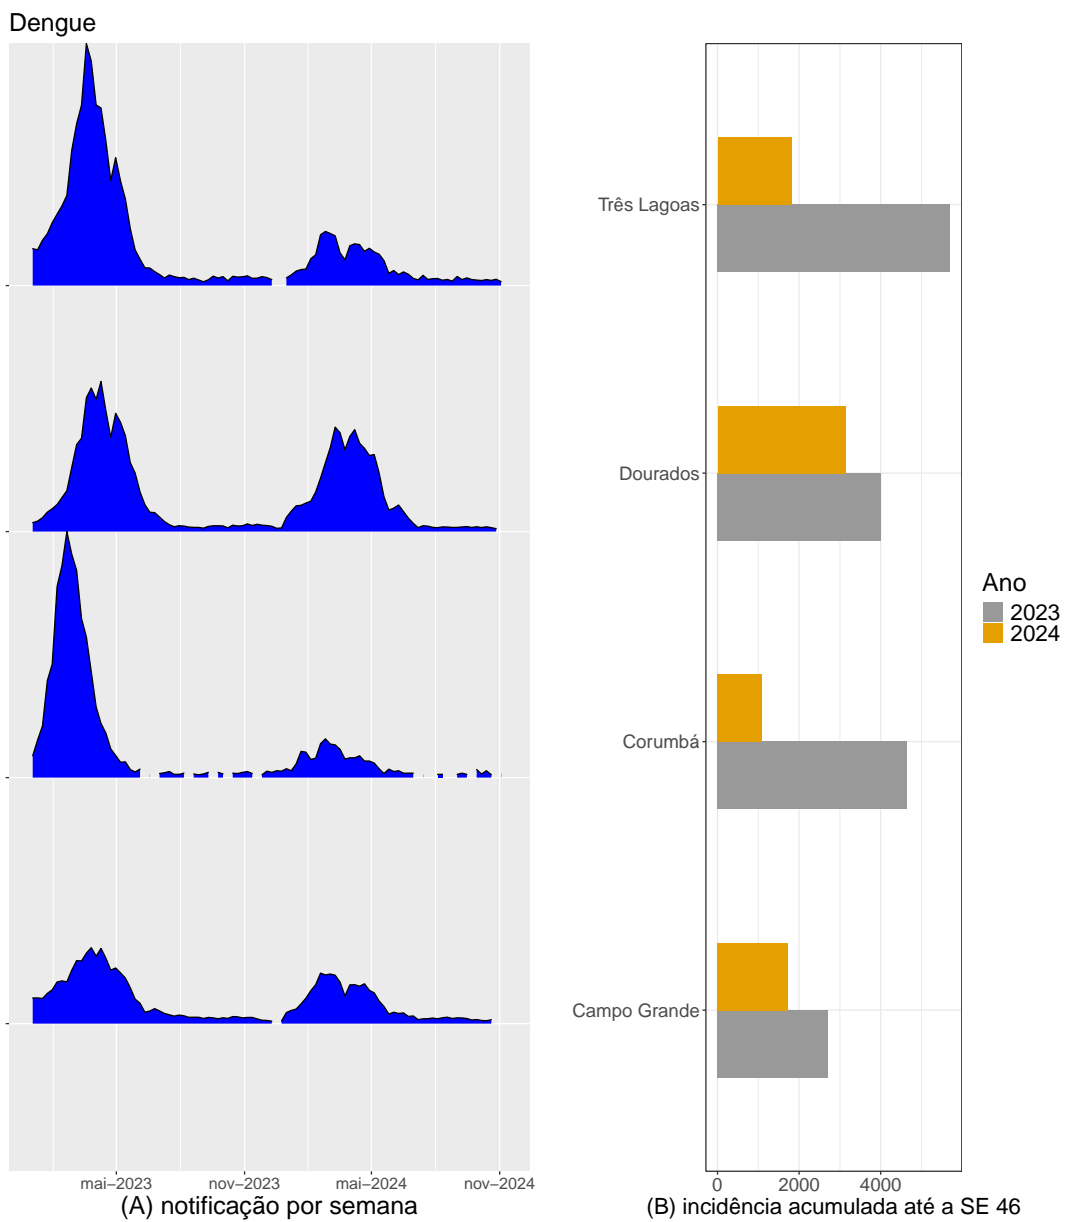 Dengue
Três Lagoas
Dourados
Corumbá
Campo Grande
mai–2023
nov–2023
mai–2024
nov–2024
(A) notificação por semana
0
2000
4000
(B) incidência acumulada até a SE 46
Ano
2023
2024